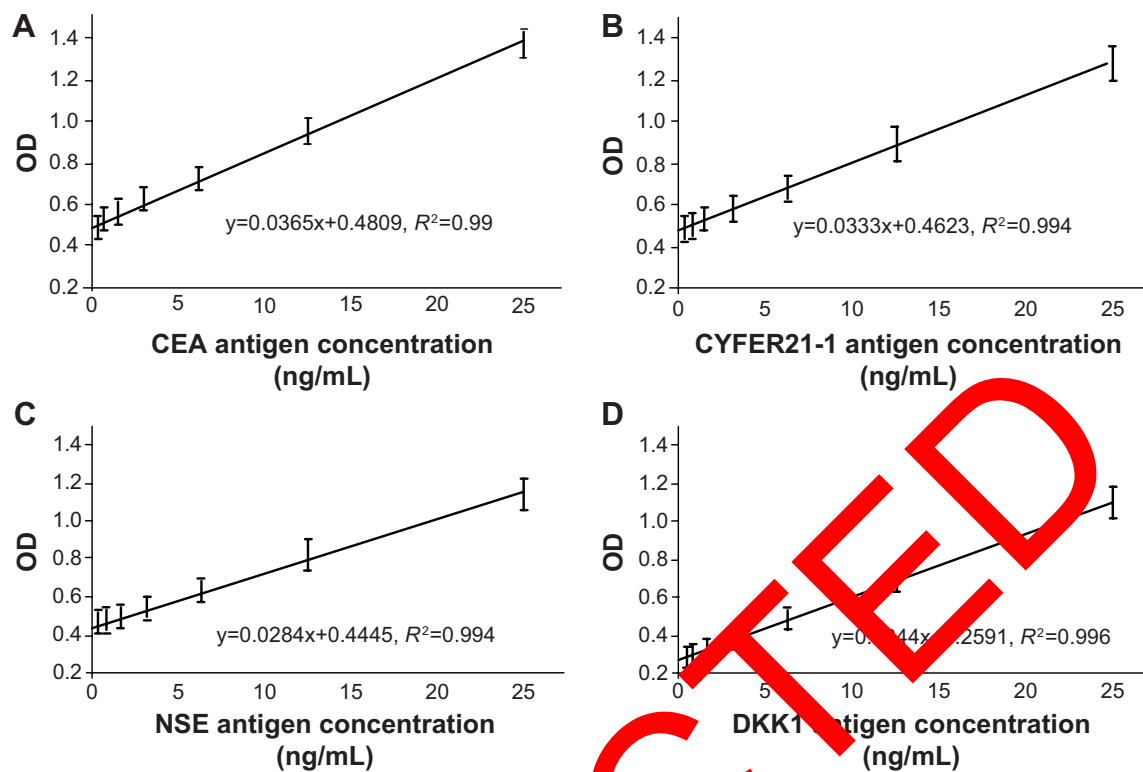 A
1.4
1.2
1.0
0.8
0.6
0.4
0.2
OD
y=0.0365x+0.4809, R²=0.99
0 5 10 15 20 25
CEA antigen concentration
(ng/mL)
B
1.4
1.2
1.0
0.8
0.6
0.4
0.2
OD
y=0.0333x+0.4623, R²=0.994
0 5 10 15 20 25
CYFER21-1 antigen concentration
(ng/mL)
C
1.4
1.2
1.0
0.8
0.6
0.4
0.2
OD
y=0.0284x+0.4445, R²=0.994
0 5 10 15 20 25
NSE antigen concentration
(ng/mL)
D
1.4
1.2
1.0
0.8
0.6
0.4
0.2
OD
R²=0.996
0 5 10 15 20 25
DKK1 antigen concentration
(ng/mL)
CTED